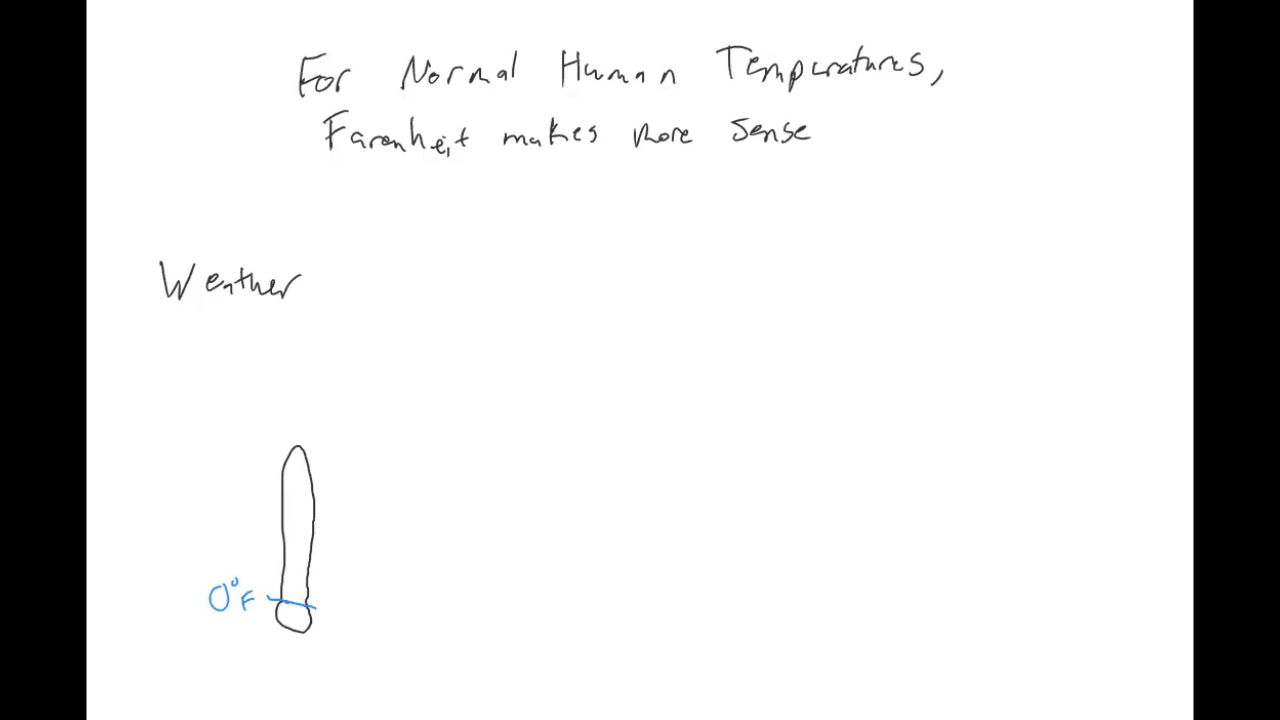 For Normal Human Temperatures,
Farenheit makes more sense
Weather
0°F